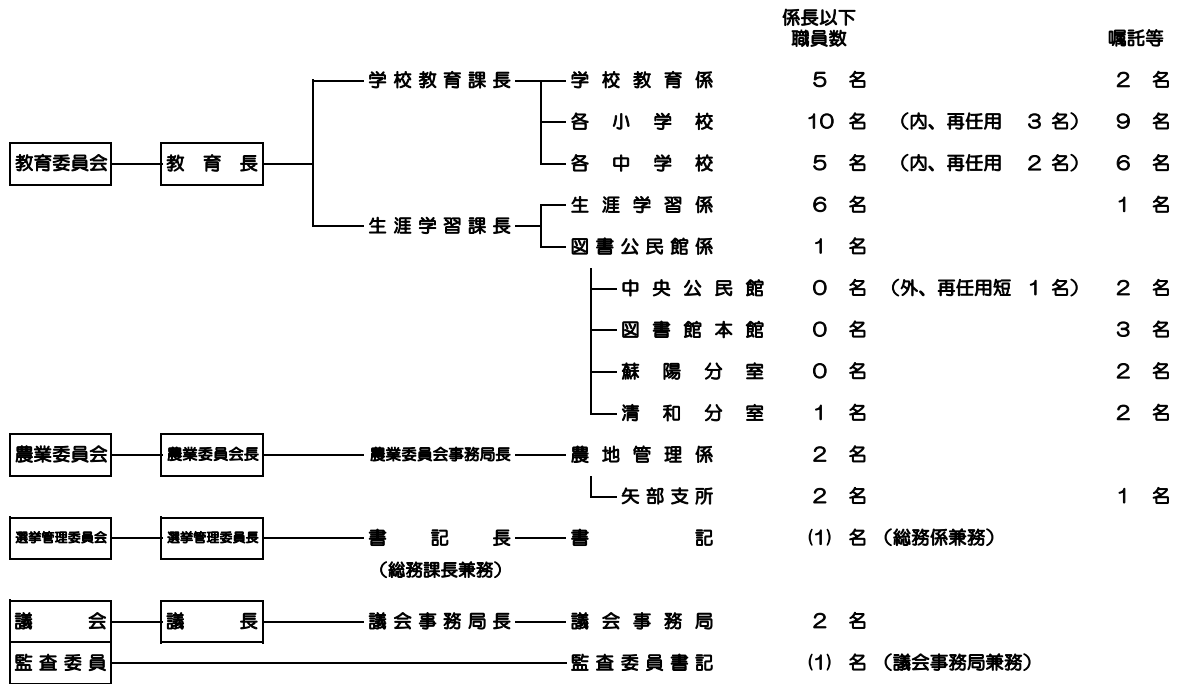 係長以下
職員数 嘱託等
学校教育課長 学校教育係 5 名 2 名
各小学校 10 名 (内、再任用 3 名) 9 名
教育委員会 教育長 各中学校 5 名 (内、再任用 2 名) 6 名
生涯学習係 6 名 1 名
生涯学習課長
図書公民館係 1 名
中央公民館 0 名 (外、再任用短 1 名) 2 名
図書館本館 0 名 3 名
蘇陽分室 0 名 2 名
清和分室 1 名 2 名
農業委員会 農業委員会長 農業委員会事務局長 農地管理係 2 名
矢部支所 2 名 1 名
選挙管理委員会 選挙管理委員長 書記長 書記 (1) 名 (総務係兼務)
(総務課長兼務)
議会 議長 議会事務局長 議会事務局 2 名
監査委員 監査委員書記 (1) 名 (議会事務局兼務)